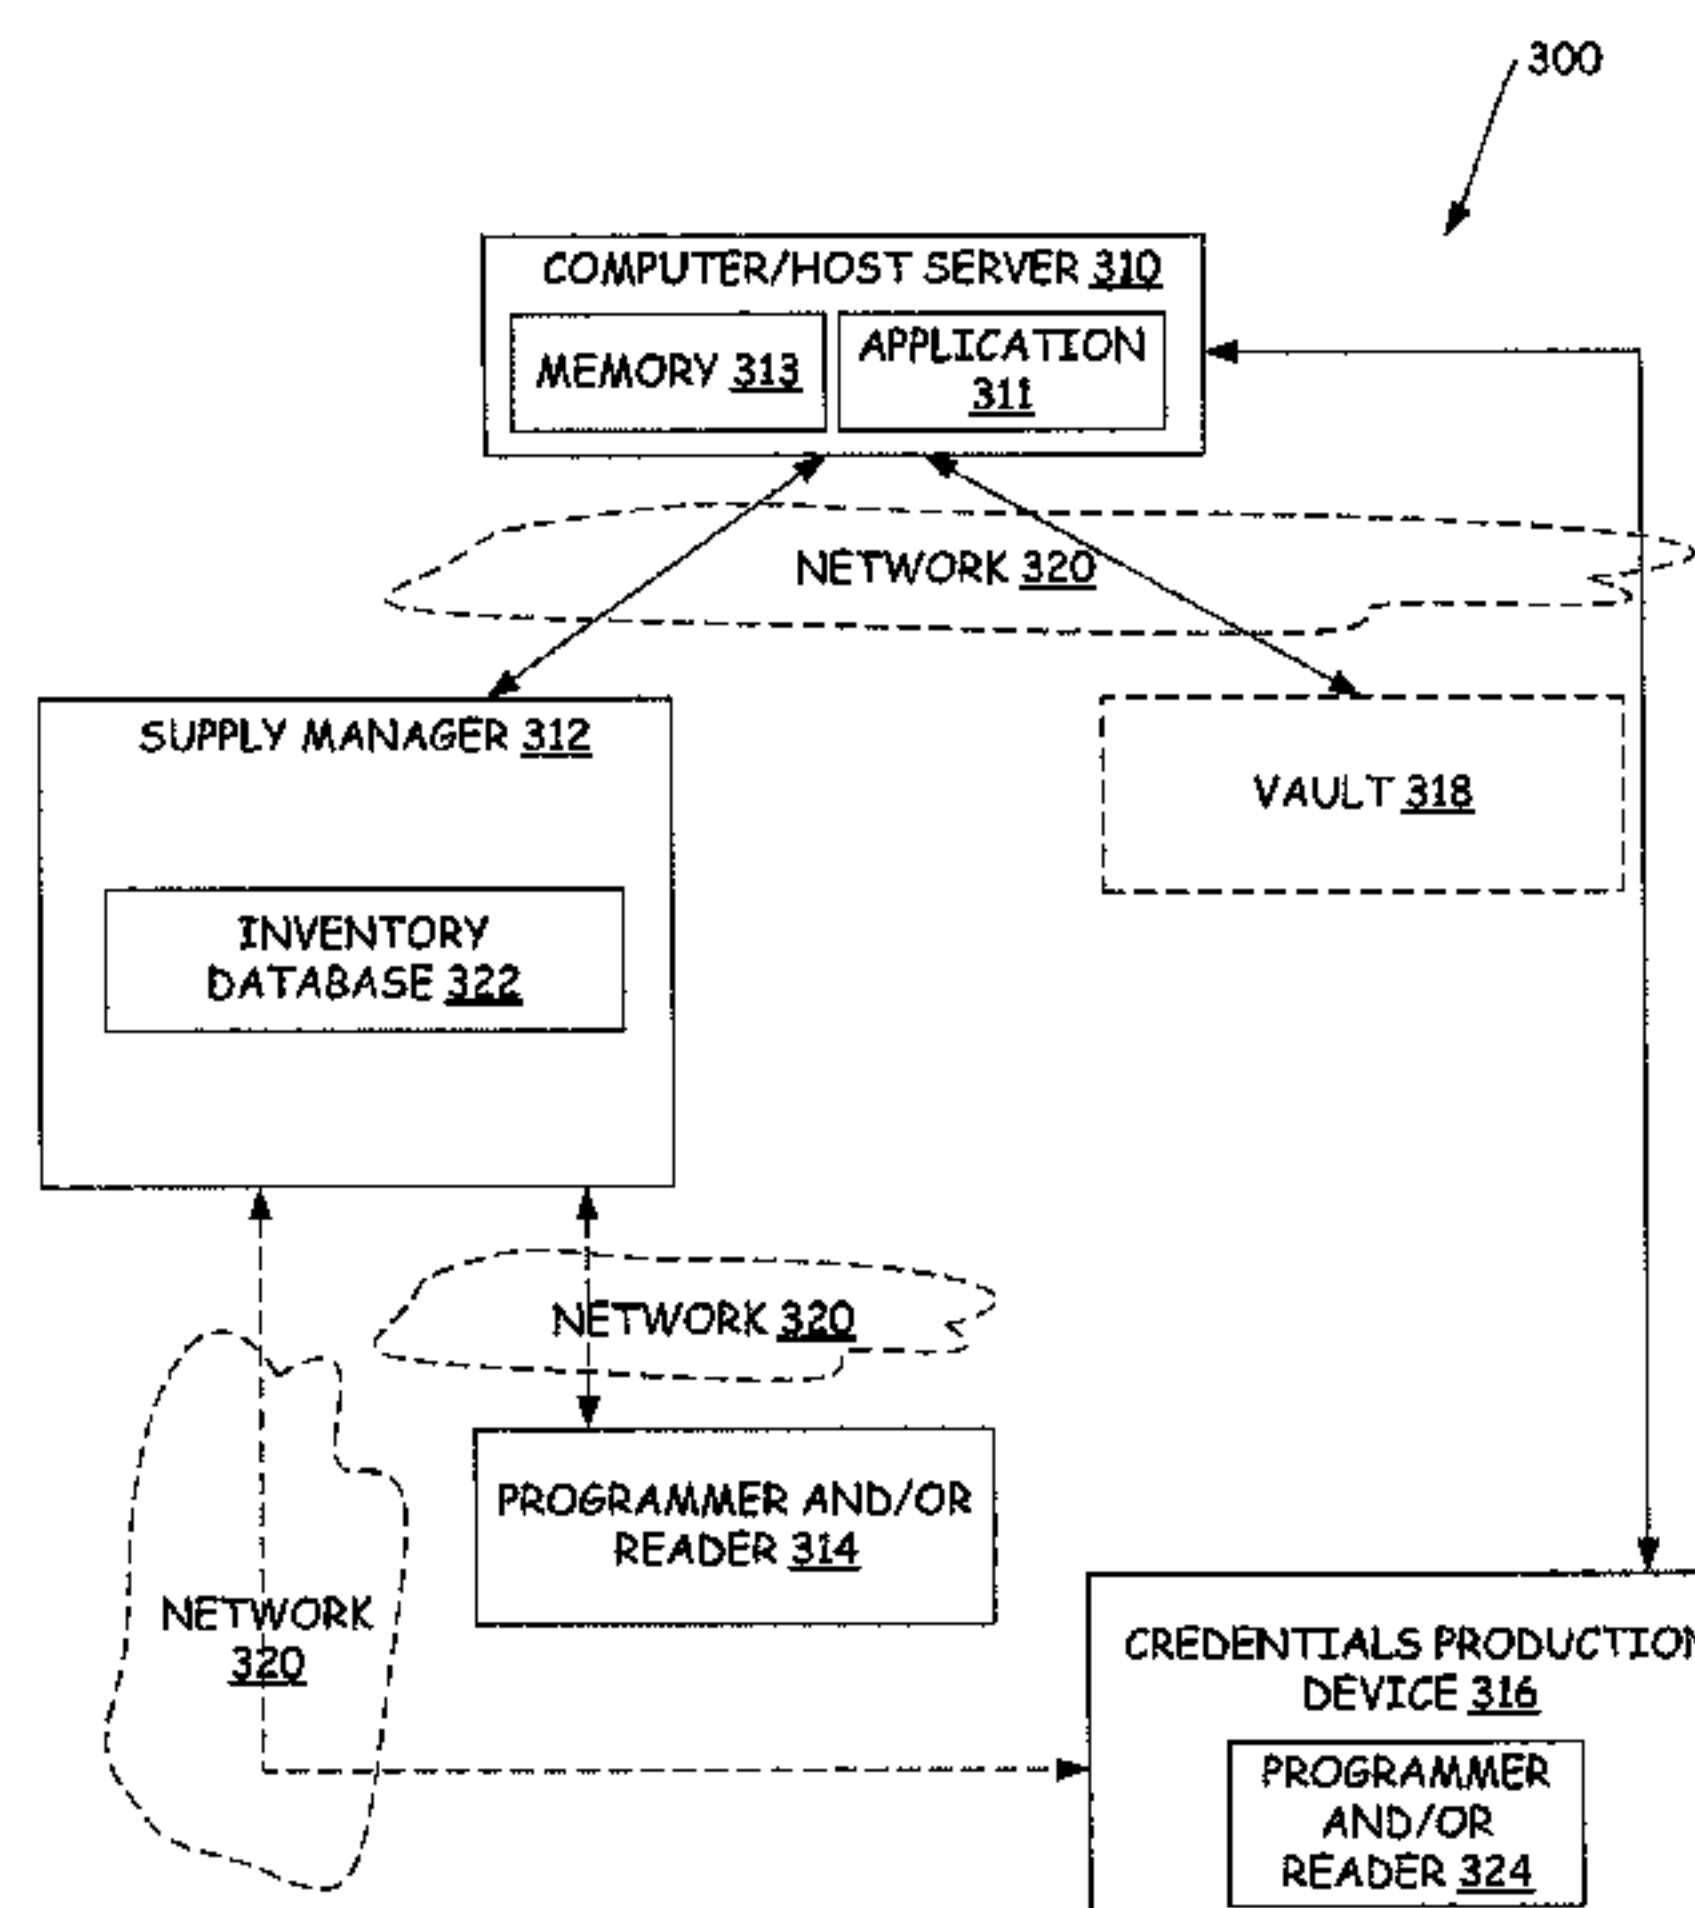 300
COMPUTER/HOST SERVER 310
MEMORY 313
APPLICATION
311
NETWORK 320
SUPPLY MANAGER 312
VAULT 318
INVENTORY
DATABASE 322
NETWORK 320
PROGRAMMER AND/OR
READER 314
NETWORK
320
CREDENTIALS PRODUCTION
DEVICE 316
PROGRAMMER
AND/OR
READER 324